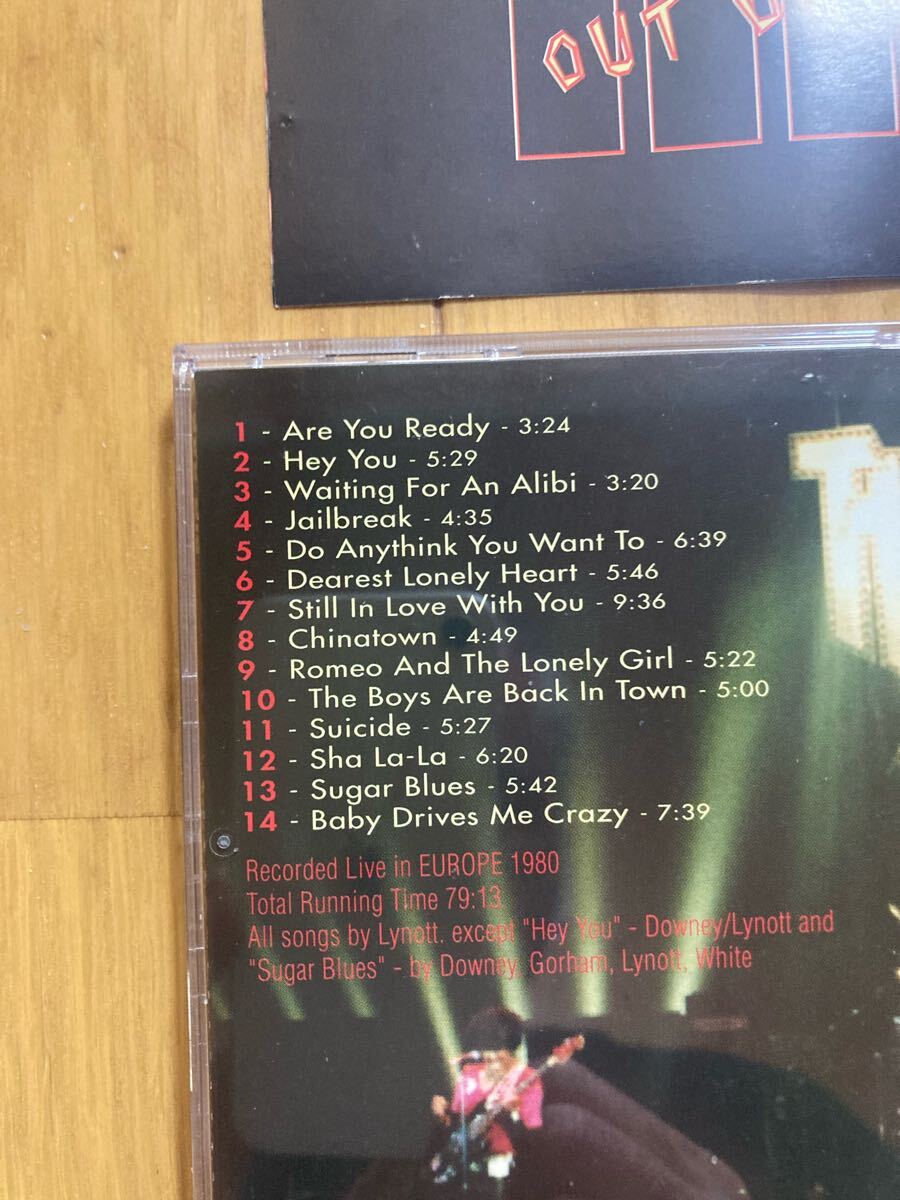 OUT
1 - Are You Ready - 3:24
2 - Hey You - 5:29
3 - Waiting For An Alibi - 3:20
4 - Jailbreak - 4:35
5 - Do Anythink You Want To - 6:39
6 - Dearest Lonely Heart - 5:46
7 - Still In Love With You - 9:36
8 - Chinatown - 4:49
9 - Romeo And The Lonely Girl - 5:22
10 - The Boys Are Back In Town - 5:00
11 - Suicide - 5:27
12 - Sha La-La - 6:20
13 - Sugar Blues - 5:42
14 - Baby Drives Me Crazy - 7:39
Recorded Live in EUROPE 1980
Total Running Time 79:13
All songs by Lynott. except "Hey You" - Downey/Lynott and
"Sugar Blues" - by Downey, Gorham, Lynott, White